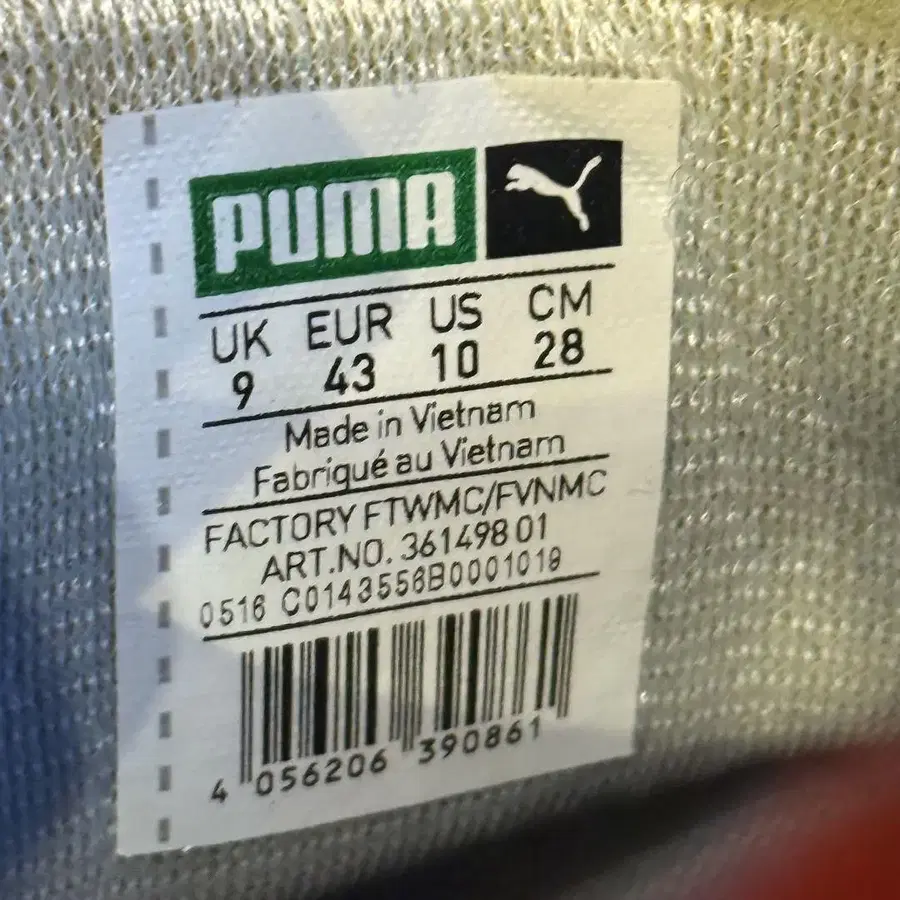 PUMA
UK EUR US CM
9 43 10 28
Made in Vietnam
Fabriqué au Vietnam
FACTORY FTWMC/FVNMC
ART.NO. 361498 01
0516 C0143556B0001019
4 056206 390861